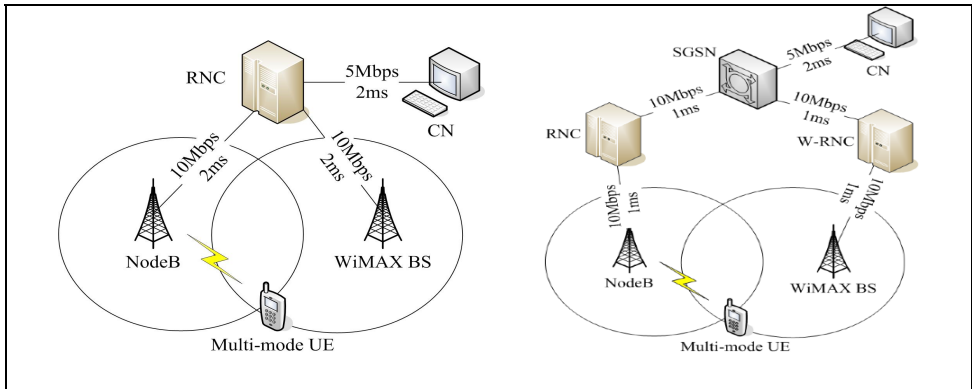 RNC
5Mbps
2ms
CN
10Mbps
2ms
10Mbps
2ms
NodeB
WiMAX BS
Multi-mode UE
SGSN
5Mbps
2ms
CN
10Mbps
1ms
10Mbps
1ms
RNC
W-RNC
10Mbps
1ms
10Mbps
1ms
NodeB
WiMAX BS
Multi-mode UE